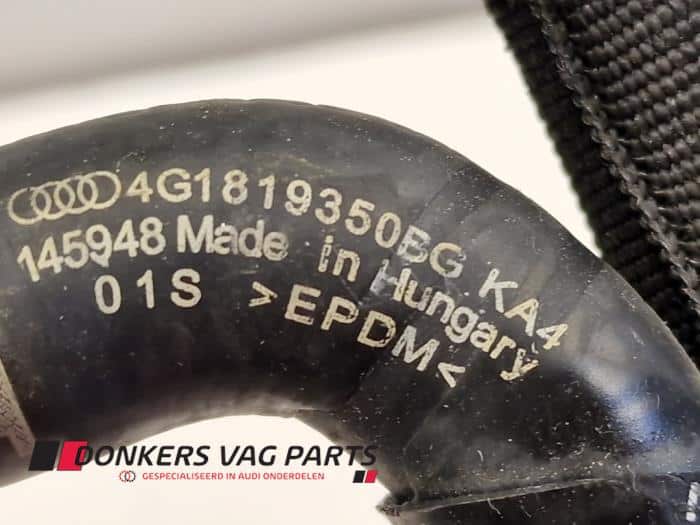 4G1819350BG KA4
145948 Made in Hungary
01S >EPDM<
DONKERS VAG PARTS
GESPECIALISEERD IN AUDI ONDERDELEN